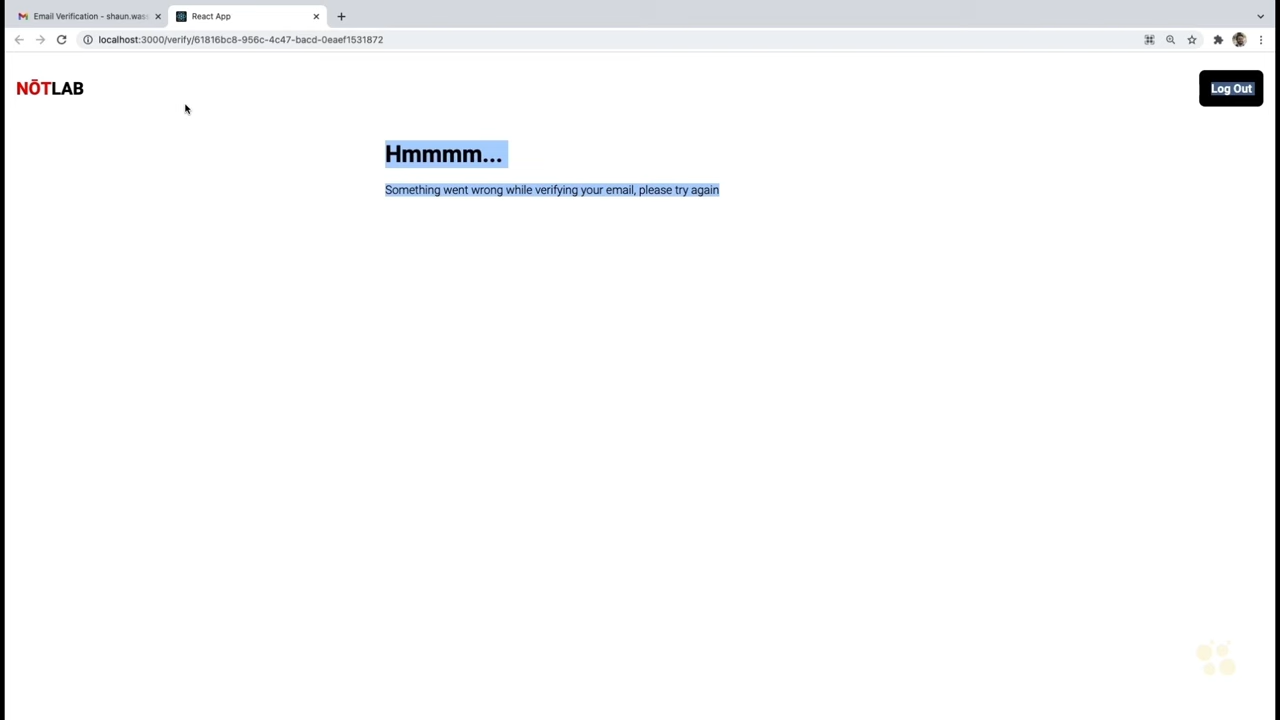 Email Verification - shaun.wass
React App
localhost:3000/verify/61816bc8-956c-4c47-bacd-0eaef1531872
NŌTLAB
Log Out
Hmmmm...
Something went wrong while verifying your email, please try again